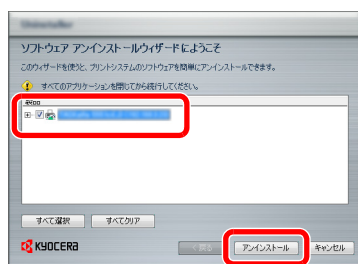 Uninstaller
ソフトウェア アンインストールウィザードにようこそ
このウィザードを使うと、プリントシステムのソフトウェアを簡単にアンインストールできます。
すべてのアプリケーションを閉じてから続行してください。
すべて選択 すべてクリア
KYOCERA
< 戻る アンインストール キャンセル